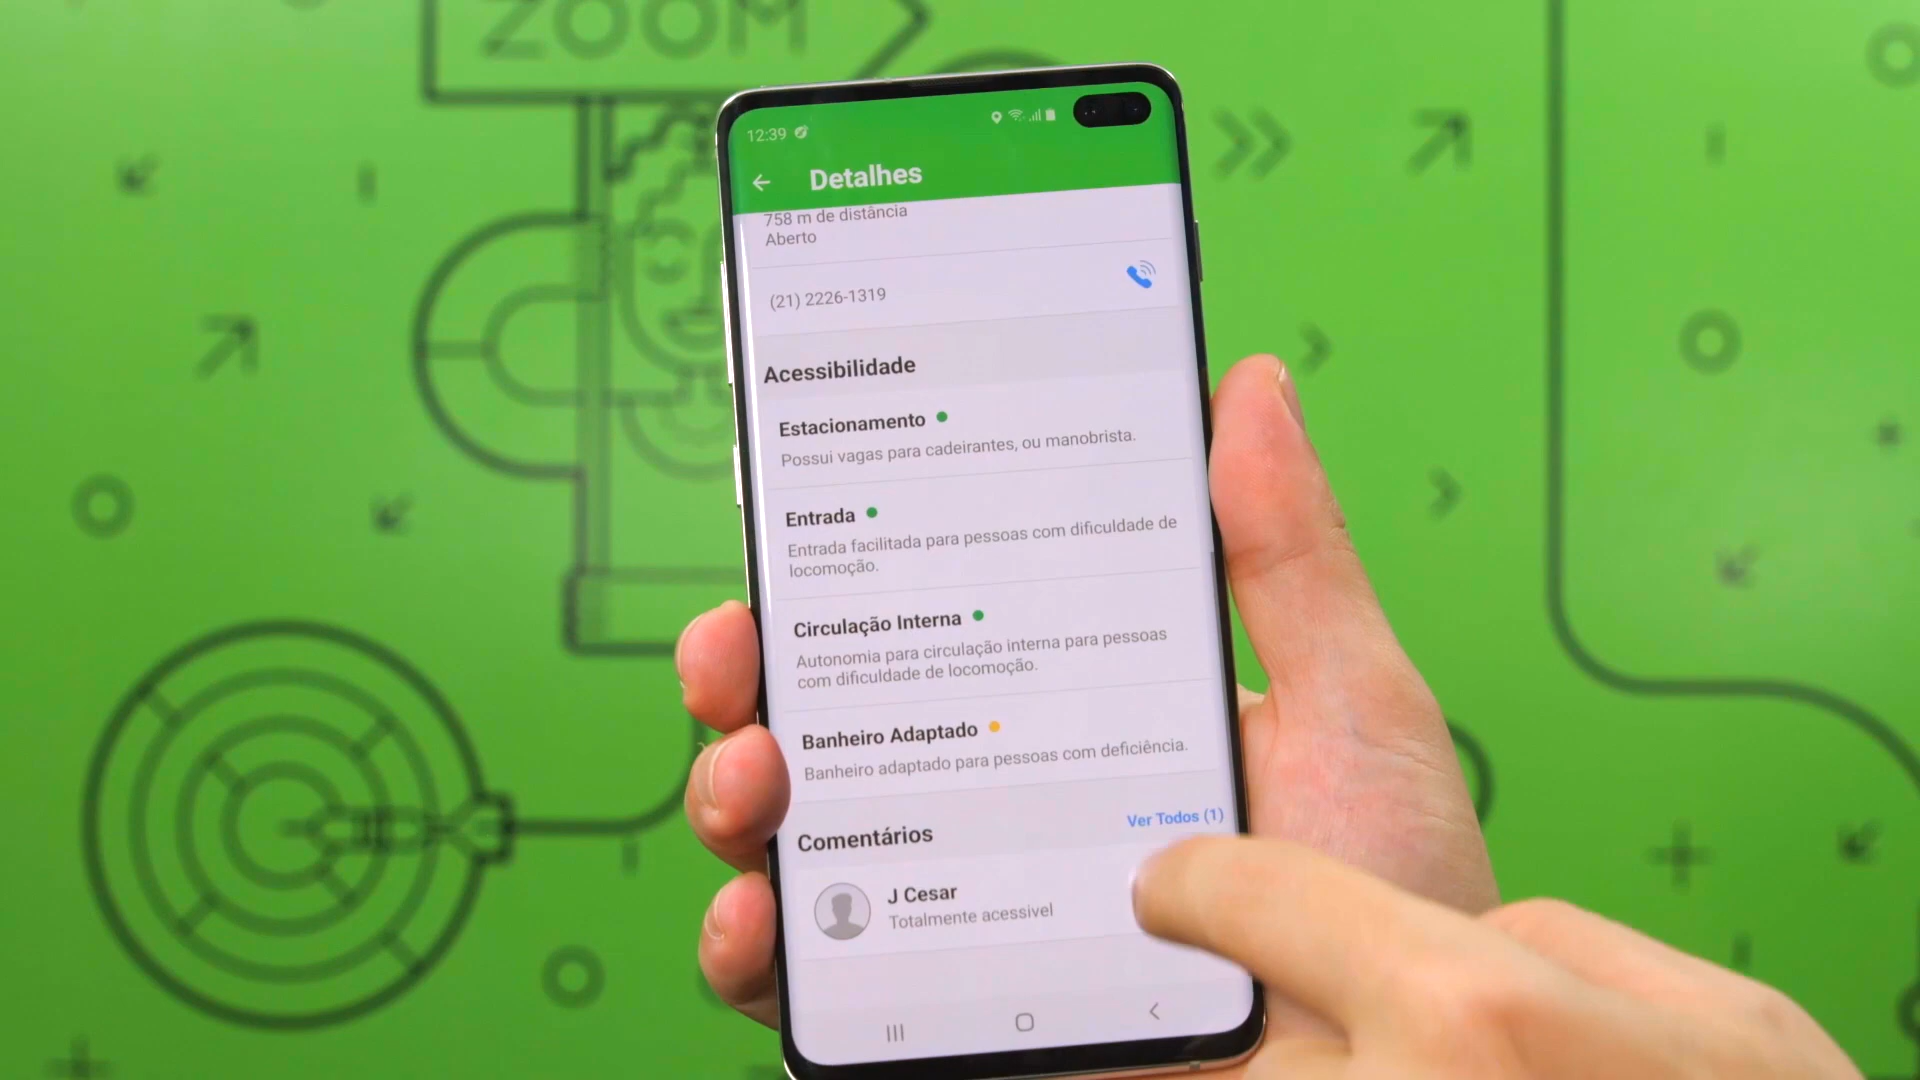 ZOOM
12:39
Detalhes
758 m de distância
Aberto
(21) 2226-1319
Acessibilidade
Estacionamento
Possui vagas para cadeirantes, ou manobrista.
Entrada
Entrada facilitada para pessoas com dificuldade de
locomoção.
Circulação Interna
Autonomia para circulação interna para pessoas
com dificuldade de locomoção.
Banheiro Adaptado
Banheiro adaptado para pessoas com deficiência.
Comentários
Ver Todos (1)
J Cesar
Totalmente acessivel